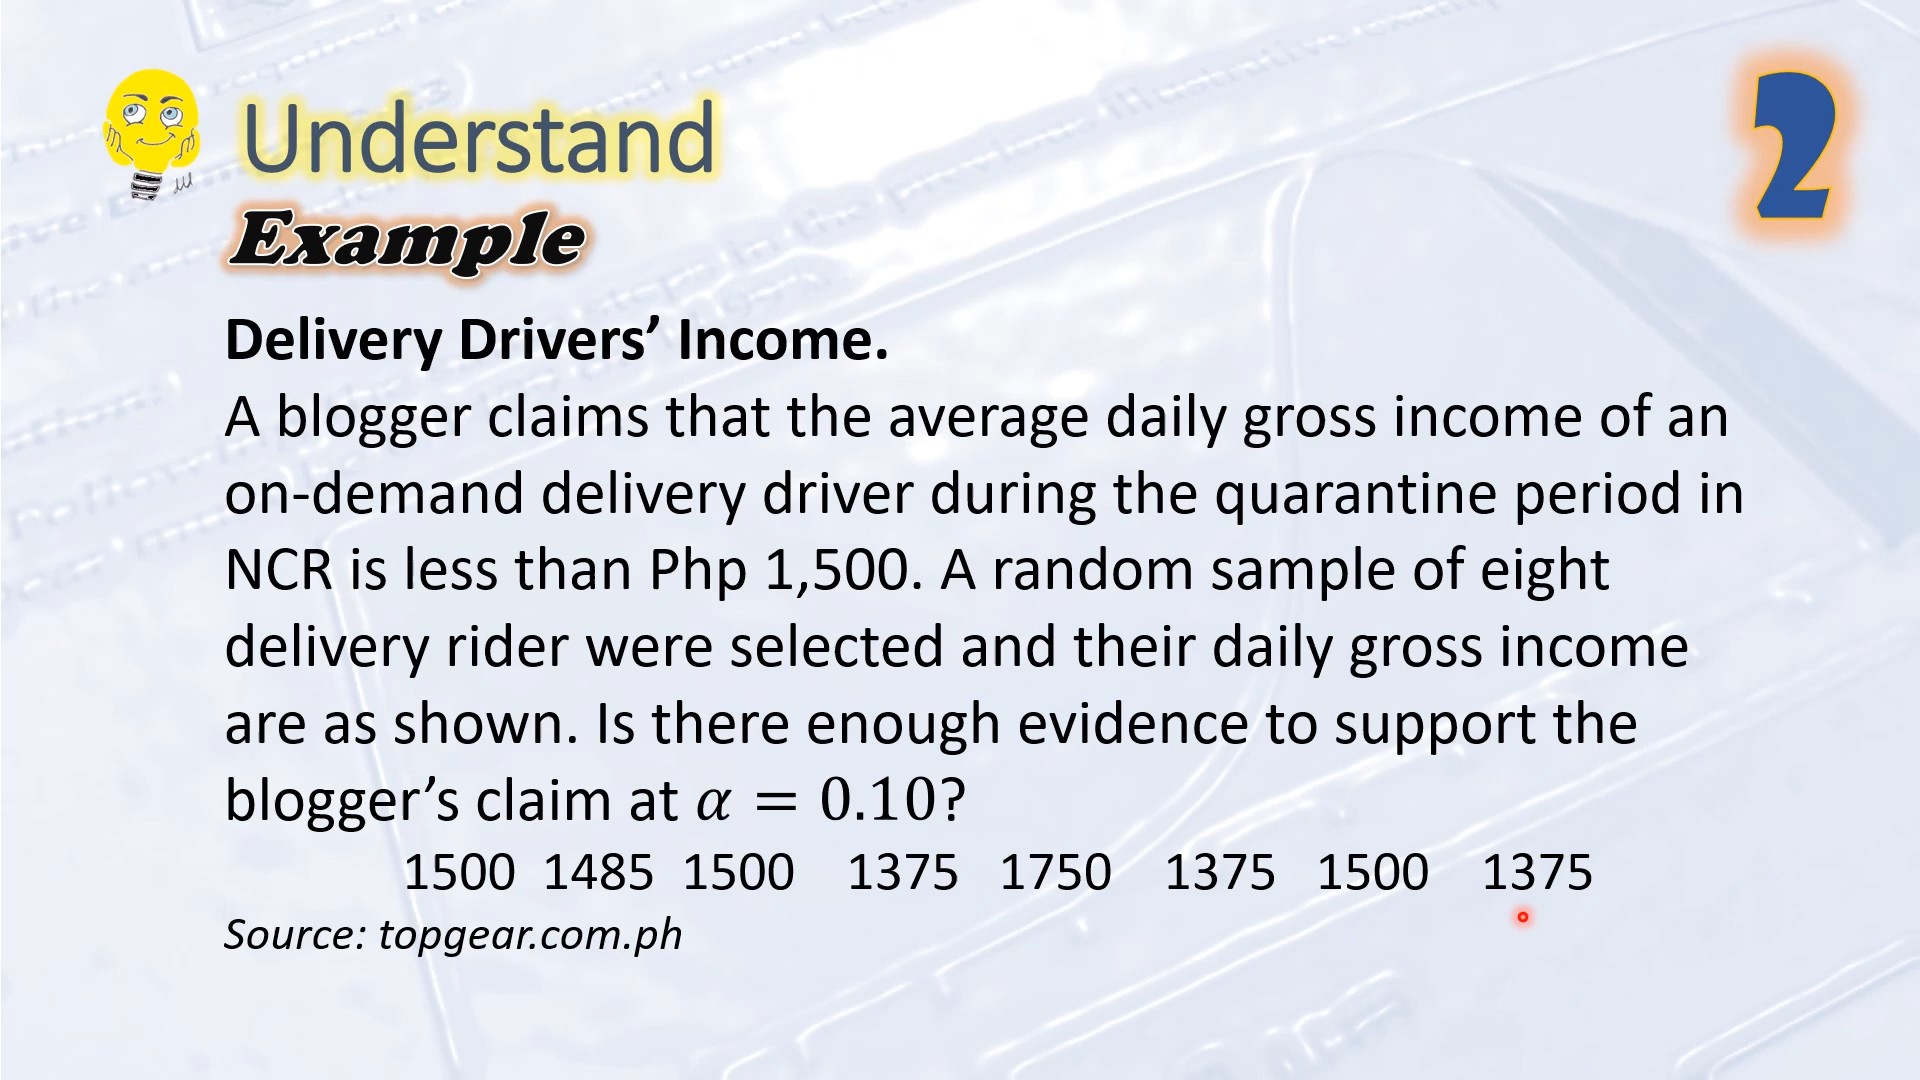 Understand
2
Example
Delivery Drivers’ Income.
A blogger claims that the average daily gross income of an
on-demand delivery driver during the quarantine period in
NCR is less than Php 1,500. A random sample of eight
delivery rider were selected and their daily gross income
are as shown. Is there enough evidence to support the
blogger’s claim at α = 0.10?
1500 1485 1500 1375 1750 1375 1500 1375
Source: topgear.com.ph